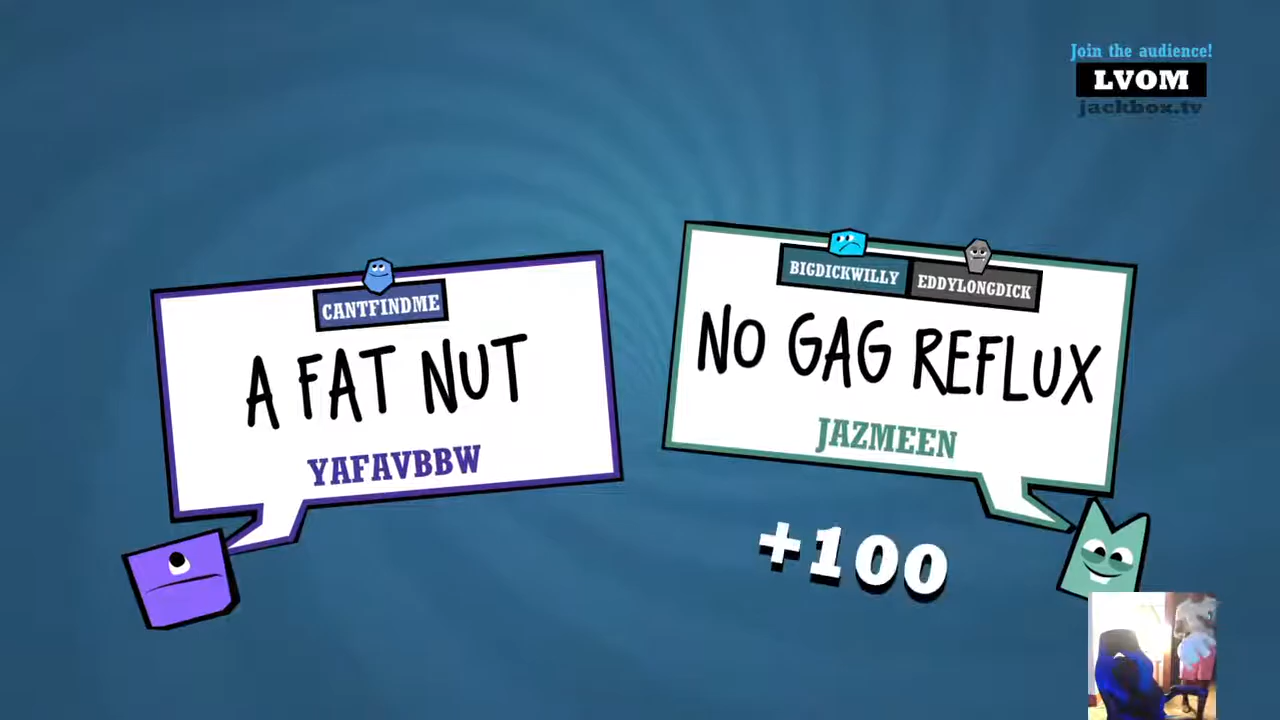 Join the audience!
LVOM
jackbox.tv
CANTFINDME
A FAT NUT
YAFAVBBW
BIGDICKWILLY
EDDYLONGDICK
NO GAG REFLUX
JAZMEEN
+100